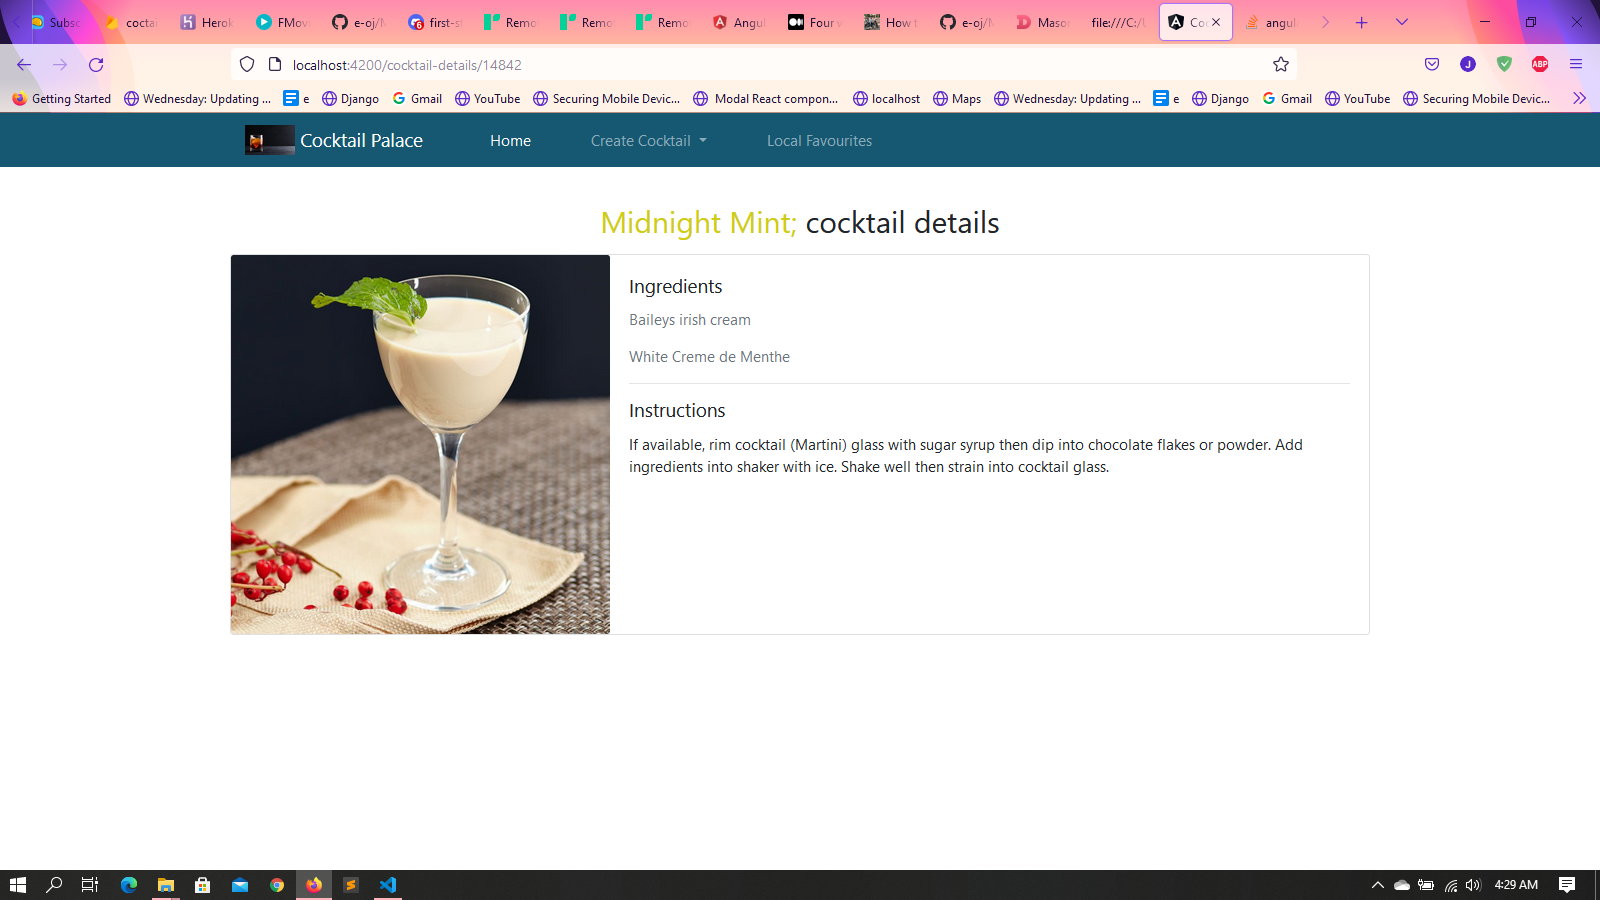 Subsc
coctai
Herok
FMovi
e-oj/M
first-s
Remo
Remo
Remo
Angul
Four w
How t
e-oj/M
Mason
file:///C:/U
Co
angul
localhost:4200/cocktail-details/14842
J
ABP
Getting Started
Wednesday: Updating ...
e
Django
Gmail
YouTube
Securing Mobile Devic...
Modal React compon...
localhost
Maps
Wednesday: Updating ...
e
Django
Gmail
YouTube
Securing Mobile Devic...
Cocktail Palace
Home
Create Cocktail
Local Favourites
Midnight Mint; cocktail details
Ingredients
Baileys irish cream
White Creme de Menthe
Instructions
If available, rim cocktail (Martini) glass with sugar syrup then dip into chocolate flakes or powder. Add
ingredients into shaker with ice. Shake well then strain into cocktail glass.
4:29 AM